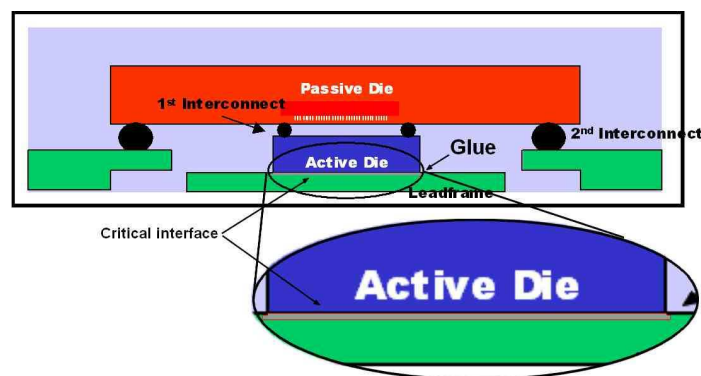 Passive Die
1st Interconnect
2nd Interconnect
Glue
Active Die
Leadframe
Critical interface
Active Die